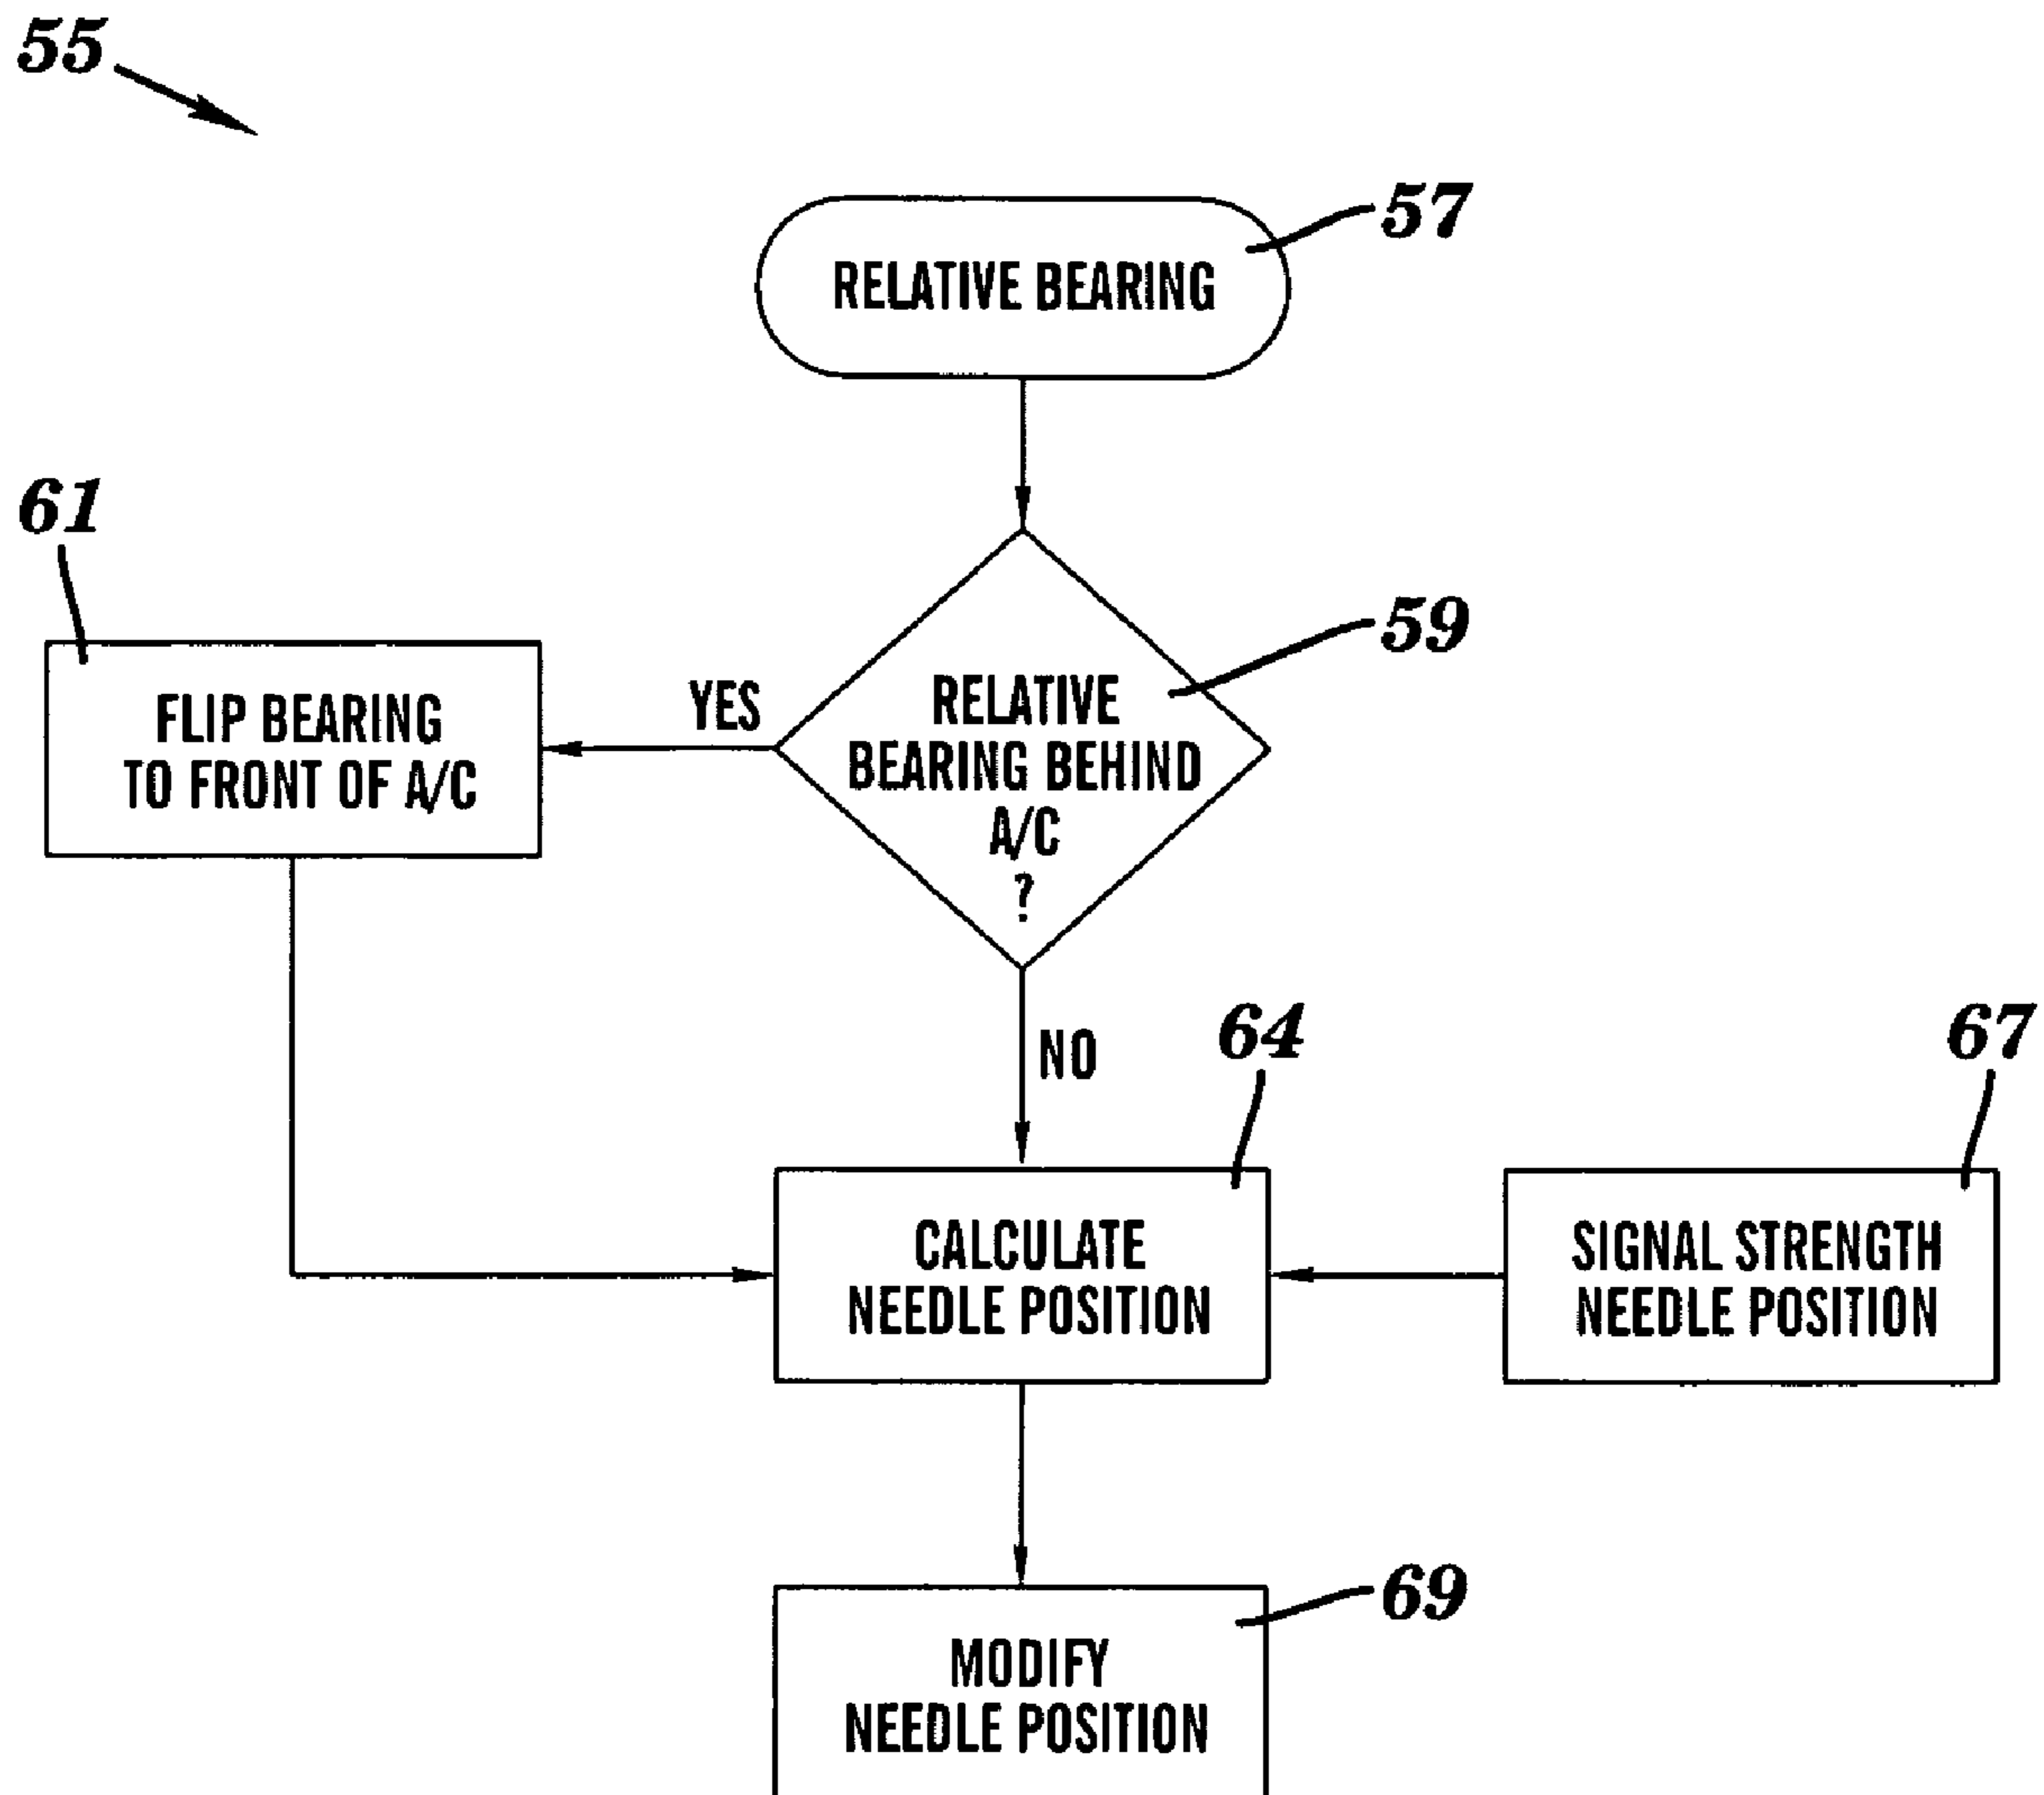 55
57
RELATIVE BEARING
61
59
YES
FLIP BEARING
TO FRONT OF A/C
RELATIVE
BEARING BEHIND
A/C
?
NO
64
67
CALCULATE
NEEDLE POSITION
SIGNAL STRENGTH
NEEDLE POSITION
69
MODIFY
NEEDLE POSITION